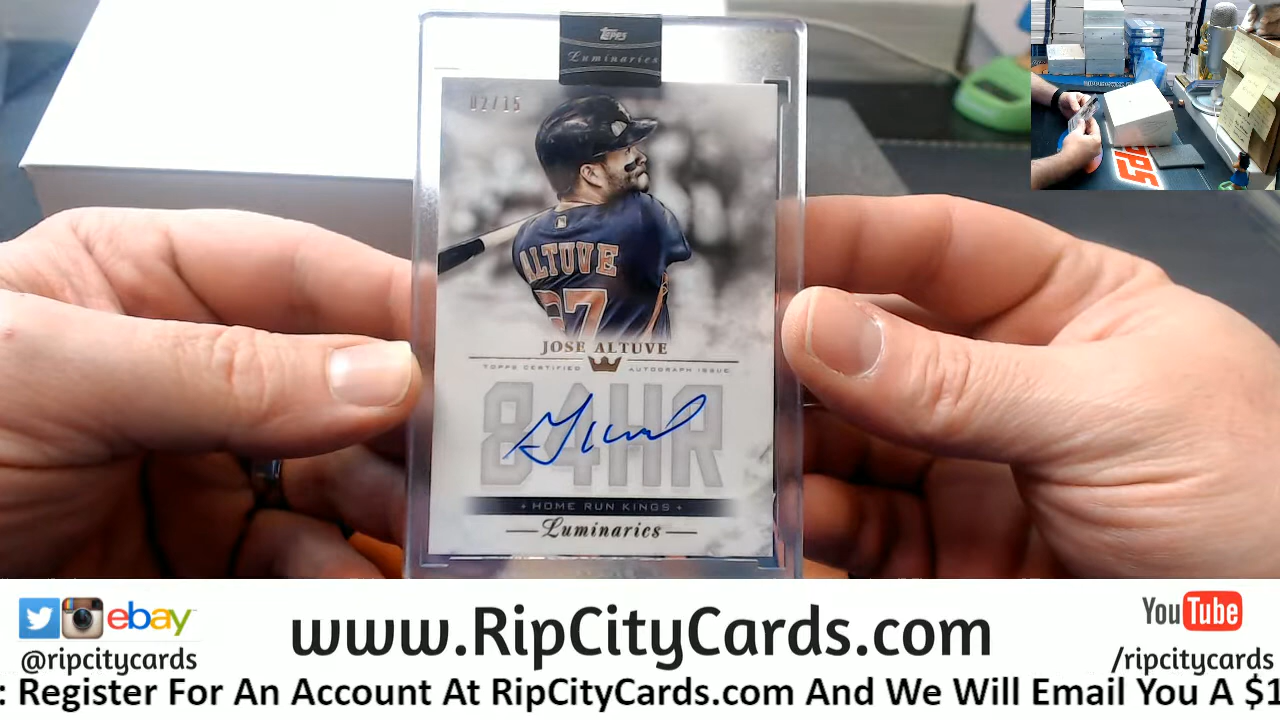 Topps
Luminaries
02/15
ALTUVE
27
JOSE ALTUVE
TOPPS CERTIFIED AUTOGRAPH ISSUE
84HR
• HOME RUN KINGS •
Luminaries
ebay
@ripcitycards
www.RipCityCards.com
YouTube
/ripcitycards
: Register For An Account At RipCityCards.com And We Will Email You A $1